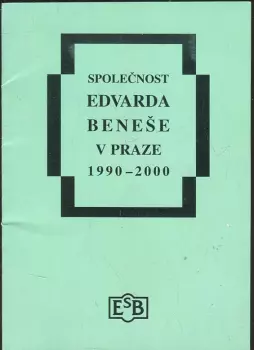 SPOLEČNOST
EDVARDA
BENEŠE
V PRAZE
1990–2000
ESB